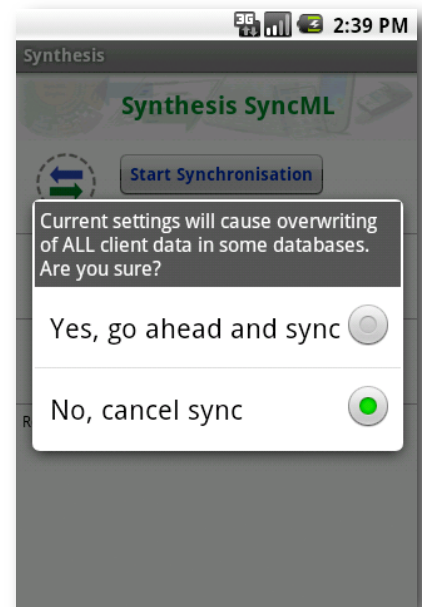 3G 2:39 PM
Synthesis
Synthesis SyncML
Start Synchronisation
Current settings will cause overwriting
of ALL client data in some databases.
Are you sure?
Yes, go ahead and sync
No, cancel sync
R